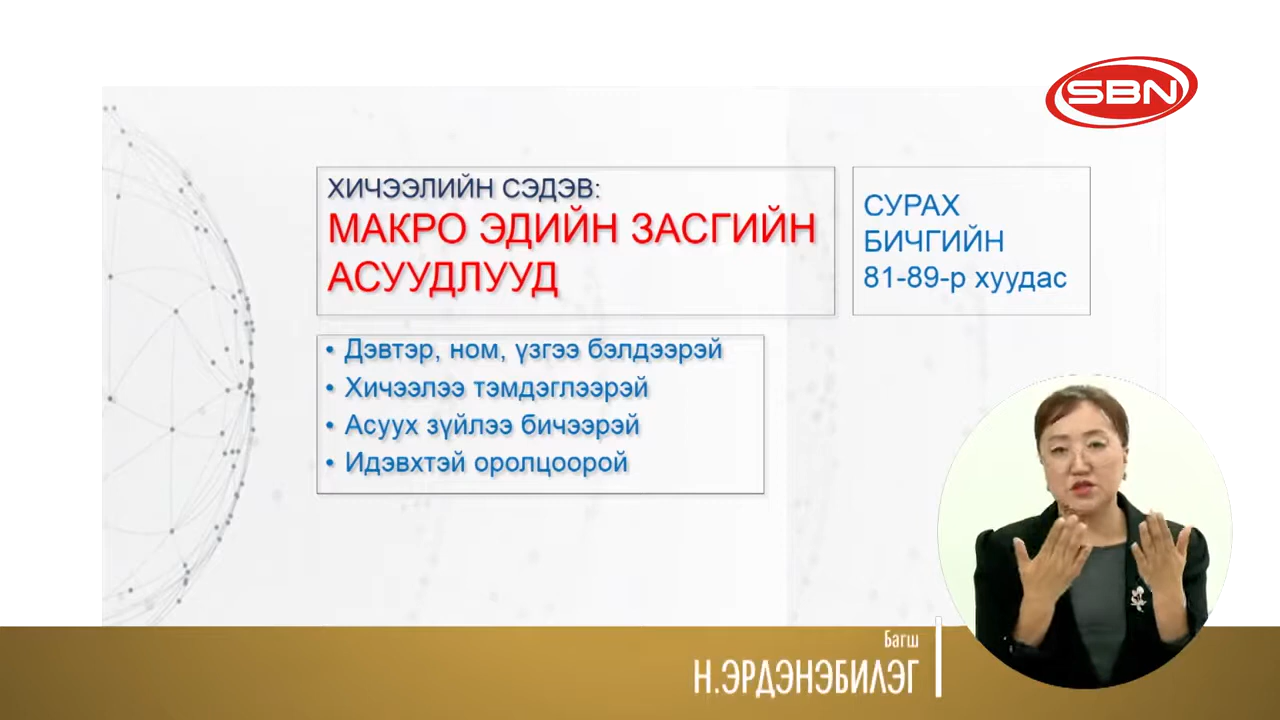 SBN
ХИЧЭЭЛИЙН СЭДЭВ:
МАКРО ЭДИЙН ЗАСГИЙН
АСУУДЛУУД
СУРАХ
БИЧГИЙН
81-89-р хуудас
• Дэвтэр, ном, үзгээ бэлдээрэй
• Хичээлээ тэмдэглээрэй
• Асуух зүйлээ бичээрэй
• Идэвхтэй оролцоорой
Багш
Н.ЭРДЭНЭБИЛЭГ